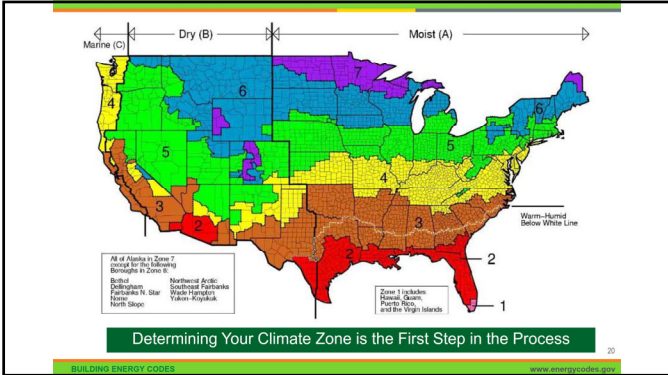 Marine (C)
Dry (B)
Moist (A)
7
6
6
4
5
5
4
3
3
2
2
2
1
Warm-Humid
Below White Line
All of Alaska in Zone 7
except for the following
Boroughs in Zone 8:
Bethel Northwest Arctic
Dellingham Southeast Fairbanks
Fairbanks N. Star Wade Hampton
Nome Yukon-Koyukuk
North Slope
Zone 1 includes
Hawaii, Guam,
Puerto Rico,
and the Virgin Islands
Determining Your Climate Zone is the First Step in the Process
20
BUILDING ENERGY CODES
www.energycodes.gov